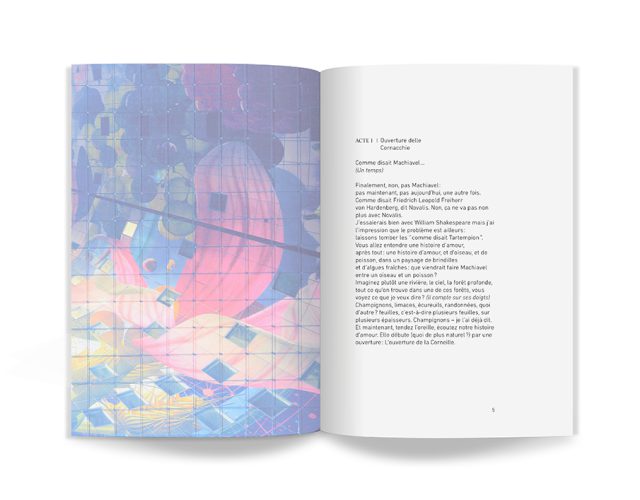 ACTE I | Ouverture delle
Cornacchie
Comme disait Machiavel...
(Un temps)
Finalement, non, pas Machiavel:
pas maintenant, pas aujourd'hui, une autre fois.
Comme disait Friedrich Leopold Freiherr
von Hardenberg, dit Novalis. Non, ca ne va pas non
plus avec Novalis.
J'essaierais bien avec William Shakespeare mais j'ai
l'impression que le problème est ailleurs:
laissons tomber les "comme disait Tartempion".
Vous allez entendre une histoire d'amour,
après tout: une histoire d'amour, et d'oiseau, et de
poisson, dans un paysage de brindilles
et d'algues fraîches: que viendrait faire Machiavel
entre un oiseau et un poisson?
Imaginez plutôt une rivière, le ciel, la forêt profonde,
tout ce qu'on trouve dans une de ces forêts, vous
voyez ce que je veux dire? (il compte sur ses doigts)
Champignons, limaces, écureuils, randonnées, quoi
d'autre? feuilles, c'est-à-dire plusieurs feuilles, sur
plusieurs épaisseurs. Champignons – je l'ai déjà dit.
Et maintenant, tendez l'oreille, écoutez notre histoire
d'amour. Elle débute (quoi de plus naturel?) par une
ouverture: L'ouverture de la Corneille.
5